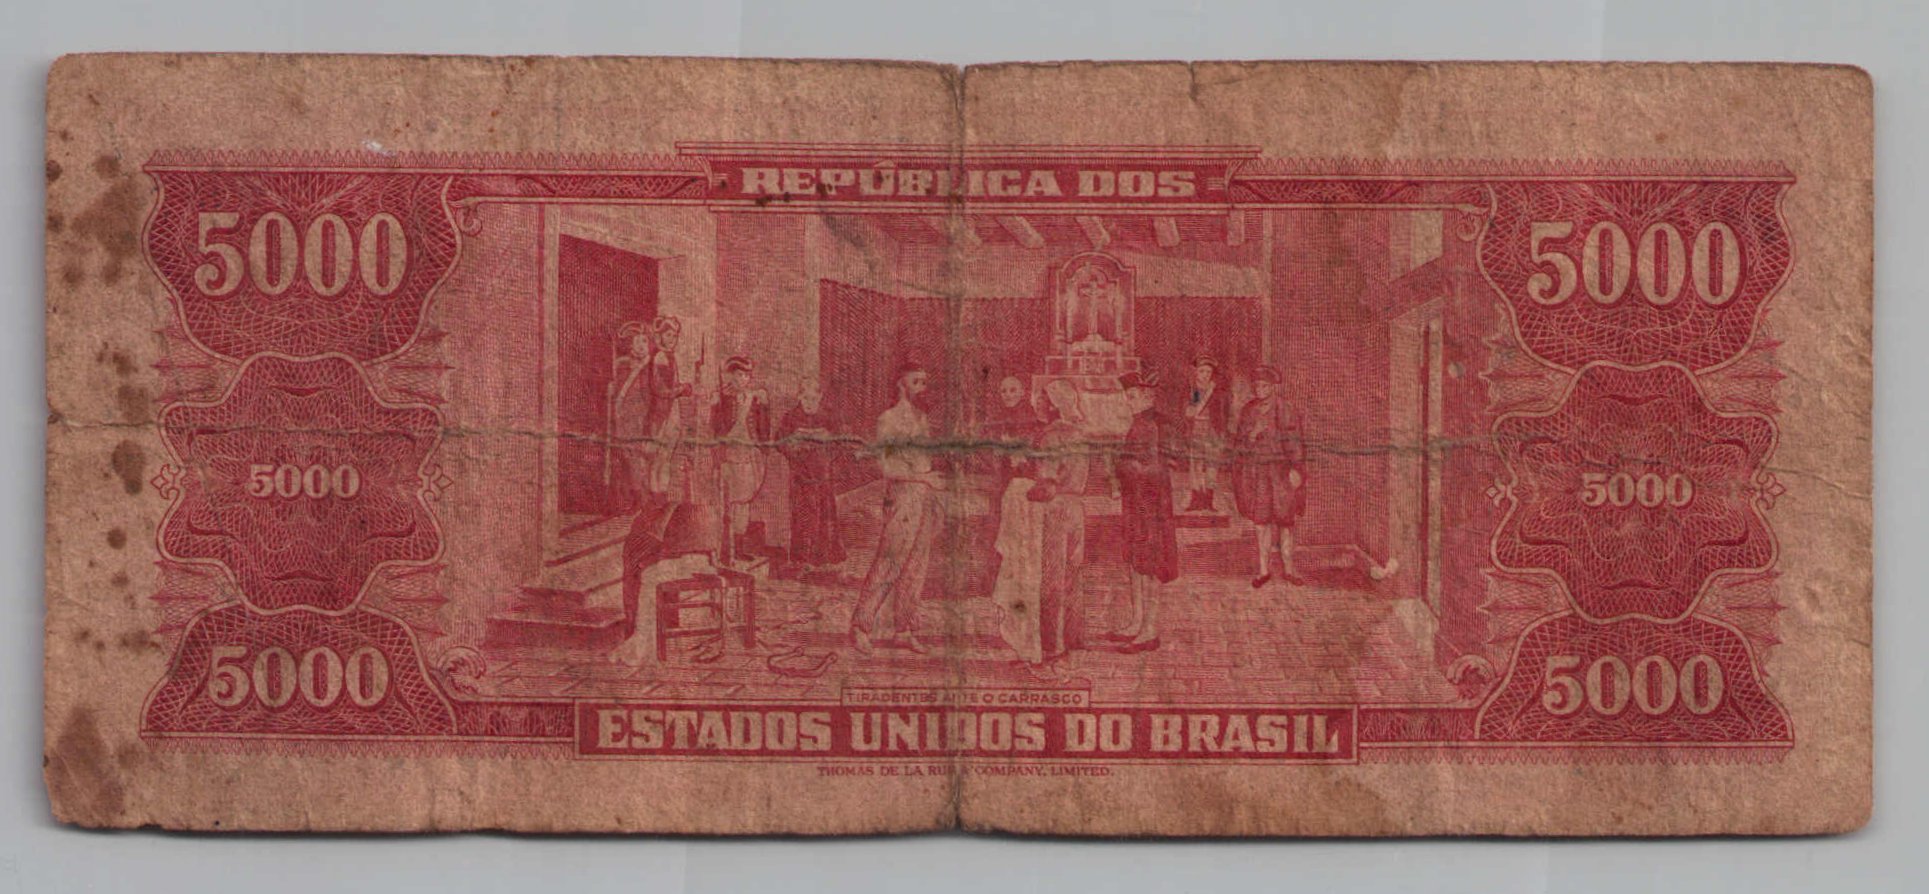 REPÚBLICA DOS
5000 5000
5000 5000
5000 5000
TIRADENTES ANTE O CARRASCO
ESTADOS UNIDOS DO BRASIL
THOMAS DE LA RUE & COMPANY, LIMITED.